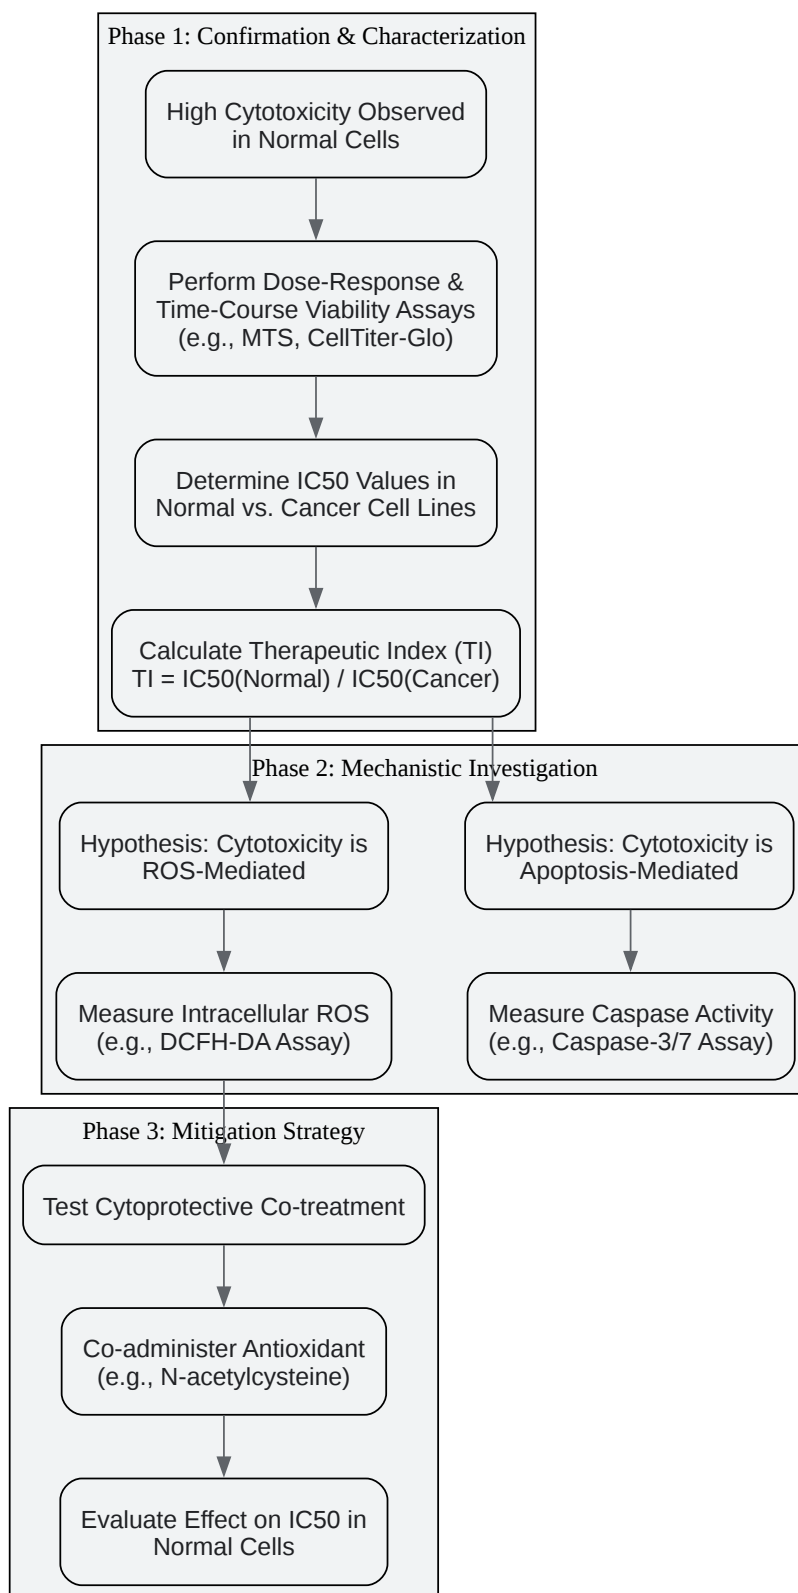 Phase 1: Confirmation & Characterization
High Cytotoxicity Observed
in Normal Cells
Perform Dose-Response &
Time-Course Viability Assays
(e.g., MTS, CellTiter-Glo)
Determine IC50 Values in
Normal vs. Cancer Cell Lines
Calculate Therapeutic Index (TI)
TI = IC50(Normal) / IC50(Cancer)
Phase 2: Mechanistic Investigation
Hypothesis: Cytotoxicity is
ROS-Mediated
Hypothesis: Cytotoxicity is
Apoptosis-Mediated
Measure Intracellular ROS
(e.g., DCFH-DA Assay)
Measure Caspase Activity
(e.g., Caspase-3/7 Assay)
Phase 3: Mitigation Strategy
Test Cytoprotective Co-treatment
Co-administer Antioxidant
(e.g., N-acetylcysteine)
Evaluate Effect on IC50 in
Normal Cells